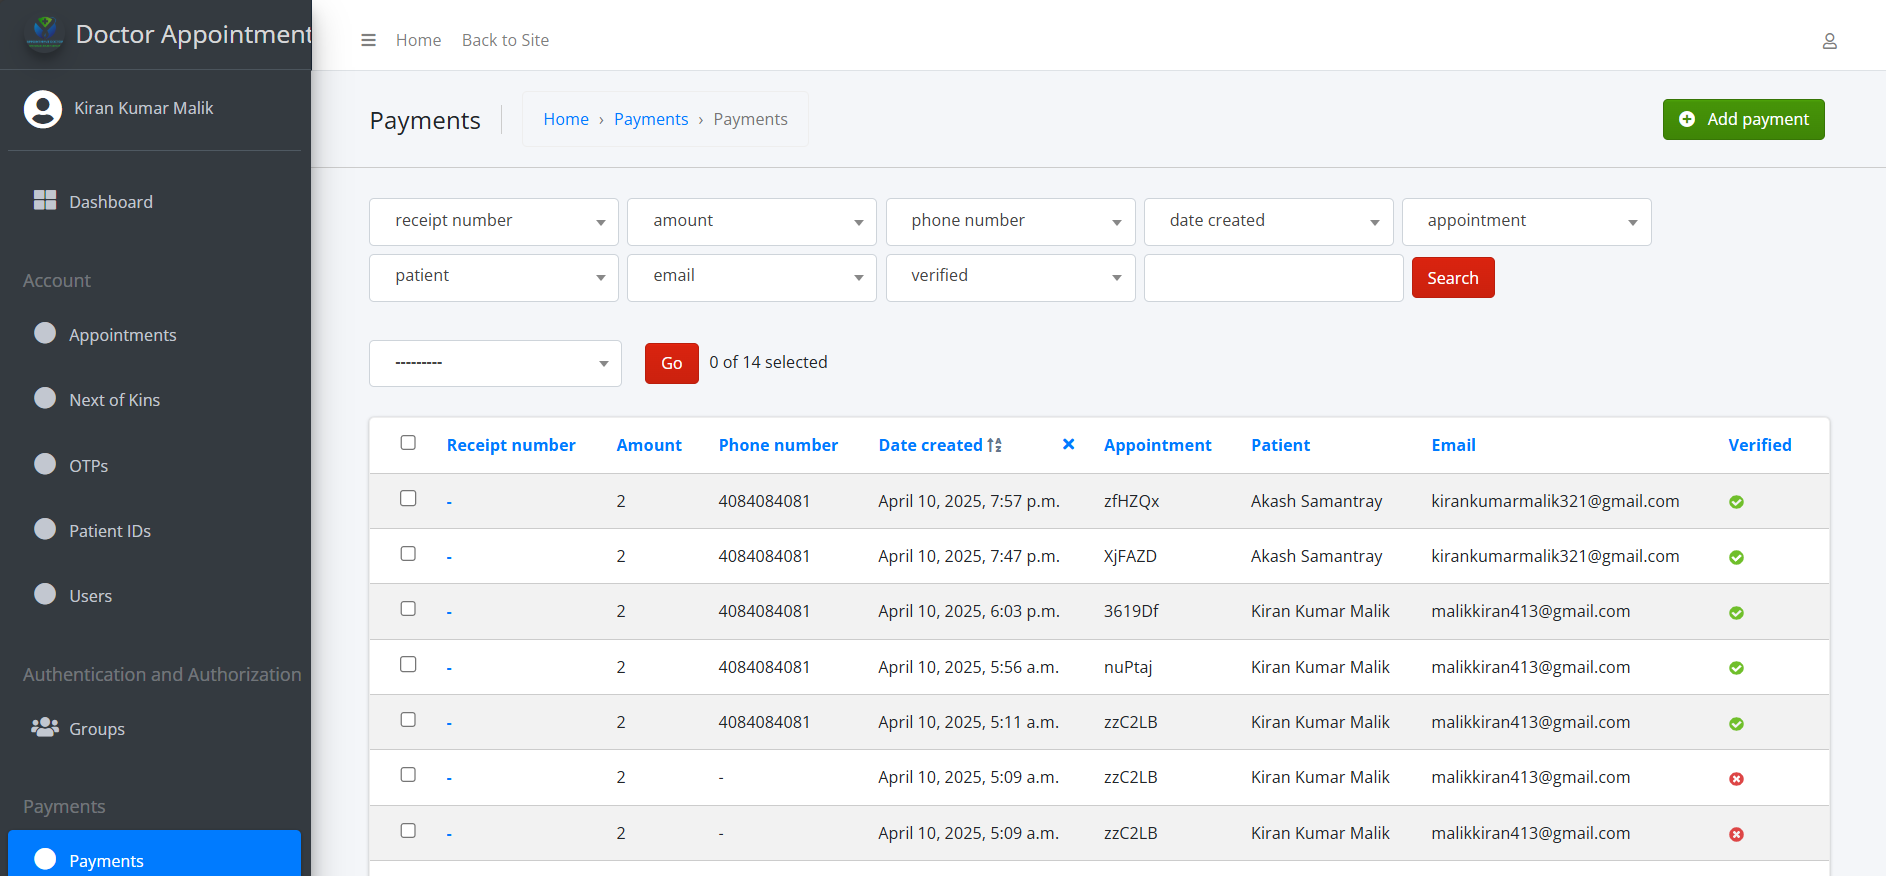 Doctor Appointment
Kiran Kumar Malik
Dashboard
Account
Appointments
Next of Kins
OTPs
Patient IDs
Users
Authentication and Authorization
Groups
Payments
Payments
Home Back to Site
Payments Home › Payments › Payments Add payment
receipt number amount phone number date created appointment
patient email verified Search
--------- Go 0 of 14 selected
Receipt number Amount Phone number Date created Appointment Patient Email Verified
- 2 4084084081 April 10, 2025, 7:57 p.m. zfHZQx Akash Samantray kirankumarmalik321@gmail.com
- 2 4084084081 April 10, 2025, 7:47 p.m. XjFAZD Akash Samantray kirankumarmalik321@gmail.com
- 2 4084084081 April 10, 2025, 6:03 p.m. 3619Df Kiran Kumar Malik malikkiran413@gmail.com
- 2 4084084081 April 10, 2025, 5:56 a.m. nuPtaj Kiran Kumar Malik malikkiran413@gmail.com
- 2 4084084081 April 10, 2025, 5:11 a.m. zzC2LB Kiran Kumar Malik malikkiran413@gmail.com
- 2 - April 10, 2025, 5:09 a.m. zzC2LB Kiran Kumar Malik malikkiran413@gmail.com
- 2 - April 10, 2025, 5:09 a.m. zzC2LB Kiran Kumar Malik malikkiran413@gmail.com